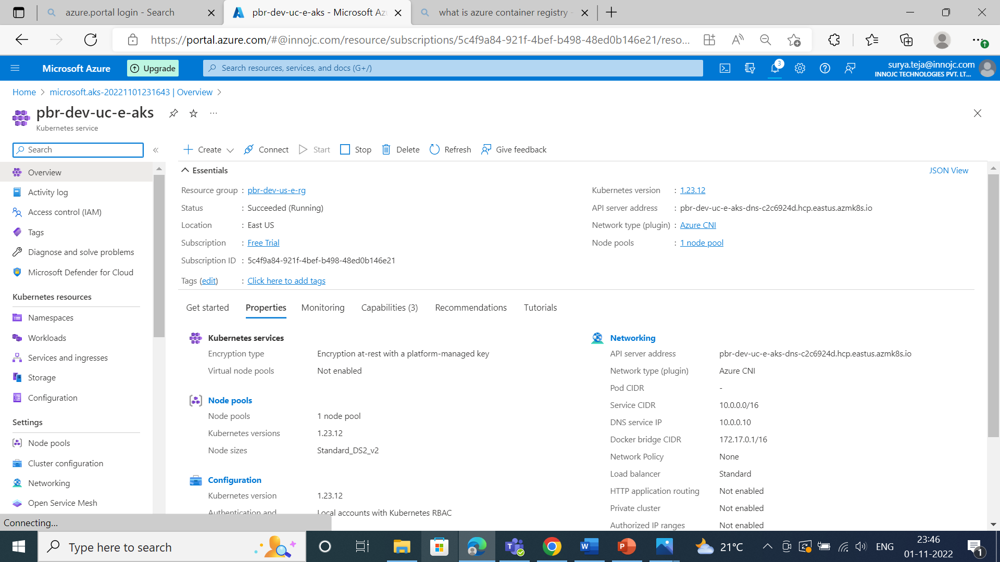 azure.portal login - Search
pbr-dev-uc-e-aks - Microsoft Az
what is azure container registry -
https://portal.azure.com/#@innojc.com/resource/subscriptions/5c4f9a84-921f-4bef-b498-48ed0b146e21/reso...
Microsoft Azure
Upgrade
Search resources, services, and docs (G+/)
3
surya.teja@innojc.com
INNOJC TECHNOLOGIES PVT. LT...
Home > microsoft.aks-20221101231643 | Overview >
pbr-dev-uc-e-aks
Kubernetes service
Search
Create
Connect
Start
Stop
Delete
Refresh
Give feedback
Overview
Activity log
Access control (IAM)
Tags
Diagnose and solve problems
Microsoft Defender for Cloud
Kubernetes resources
Namespaces
Workloads
Services and ingresses
Storage
Configuration
Settings
Node pools
Cluster configuration
Networking
Open Service Mesh
Essentials
JSON View
Resource group : pbr-dev-us-e-rg
Status : Succeeded (Running)
Location : East US
Subscription : Free Trial
Subscription ID : 5c4f9a84-921f-4bef-b498-48ed0b146e21
Tags (edit) : Click here to add tags
Kubernetes version : 1.23.12
API server address : pbr-dev-uc-e-aks-dns-c2c6924d.hcp.eastus.azmk8s.io
Network type (plugin) : Azure CNI
Node pools : 1 node pool
Get started
Properties
Monitoring
Capabilities (3)
Recommendations
Tutorials
Kubernetes services
Encryption type Encryption at-rest with a platform-managed key
Virtual node pools Not enabled
Node pools
Node pools 1 node pool
Kubernetes versions 1.23.12
Node sizes Standard_DS2_v2
Configuration
Kubernetes version 1.23.12
Authentication and Local accounts with Kubernetes RBAC
Networking
API server address pbr-dev-uc-e-aks-dns-c2c6924d.hcp.eastus.azmk8s.io
Network type (plugin) Azure CNI
Pod CIDR -
Service CIDR 10.0.0.0/16
DNS service IP 10.0.0.10
Docker bridge CIDR 172.17.0.1/16
Network Policy None
Load balancer Standard
HTTP application routing Not enabled
Private cluster Not enabled
Authorized IP ranges Not enabled
Connecting...
Type here to search
21°C
ENG
23:46
01-11-2022
1